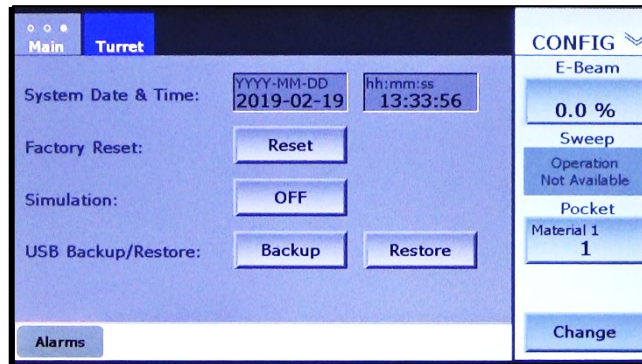 Main
Turret
CONFIG
System Date & Time:
YYYY-MM-DD
2019-02-19
hh:mm:ss
13:33:56
Factory Reset:
Reset
Simulation:
OFF
USB Backup/Restore:
Backup
Restore
Alarms
E-Beam
0.0 %
Sweep
Operation
Not Available
Pocket
Material 1
1
Change